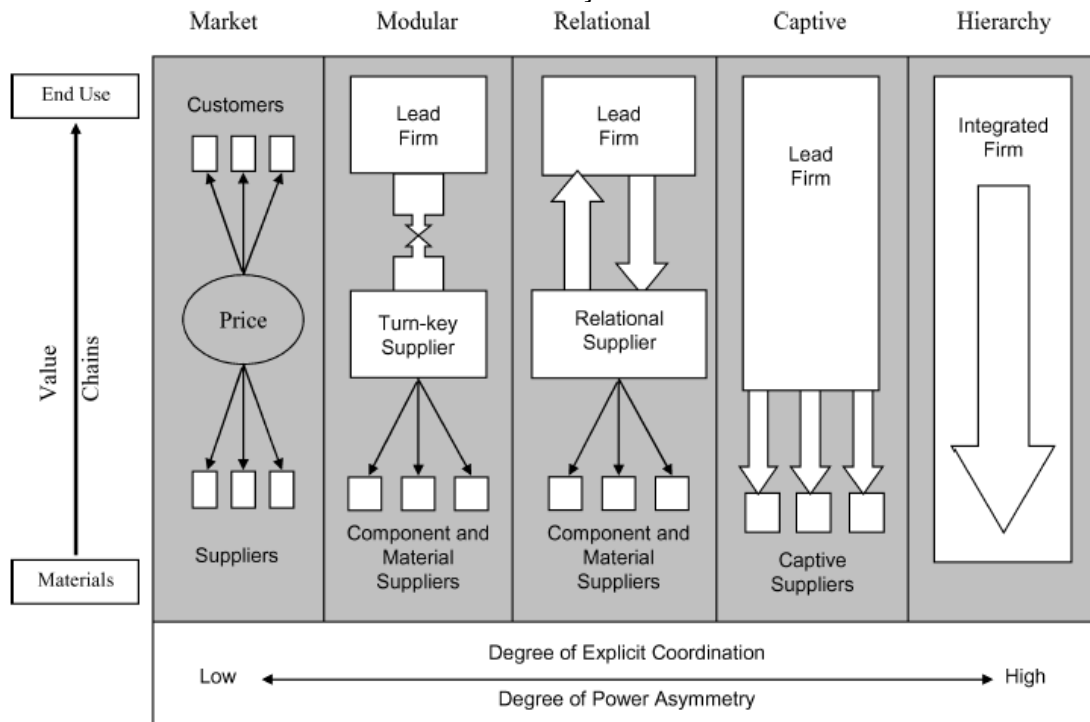 Market
Modular
Relational
Captive
Hierarchy
End Use
Value
Chains
Materials
Customers
Price
Suppliers
Lead
Firm
Turn-key
Supplier
Component and
Material
Suppliers
Lead
Firm
Relational
Supplier
Component and
Material
Suppliers
Lead
Firm
Captive
Suppliers
Integrated
Firm
Degree of Explicit Coordination
Low
High
Degree of Power Asymmetry